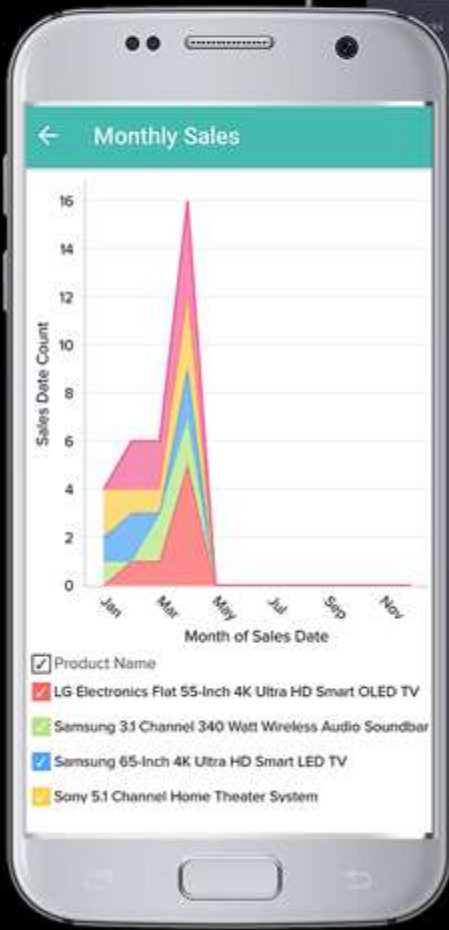 Monthly Sales
16
14
12
10
8
6
4
2
0
Sales Date Count
Jan
Mar
May
Jul
Sep
Nov
Month of Sales Date
Product Name
LG Electronics Flat 55-Inch 4K Ultra HD Smart OLED TV
Samsung 3.1 Channel 340 Watt Wireless Audio Soundbar
Samsung 65-Inch 4K Ultra HD Smart LED TV
Sony 5.1 Channel Home Theater System